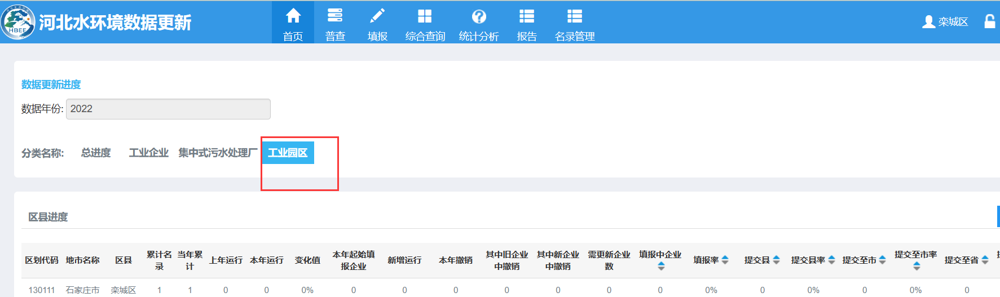 HBEE 河北水环境数据更新 首页 普查 填报 综合查询 统计分析 报告 名录管理 栾城区
数据更新进度
数据年份: 2022
分类名称: 总进度 工业企业 集中式污水处理厂 工业园区
区县进度
区划代码 地市名称 区县 累计名录 当年累计 上年运行 本年运行 变化值 本年起始填报企业 新增运行 本年撤销 其中旧企业中撤销 其中新企业中撤销 需更新企业数 填报中企业 填报率 提交县 提交县率 提交至市 提交至市率 提交至省
130111 石家庄市 栾城区 1 1 0 0 0% 0 0 0 0 0 0 0 0% 0 0% 0 0% 0